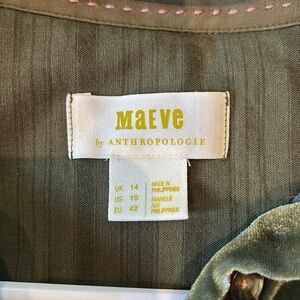 Maeve
by ANTHROPOLOGIE
UK 14
US 10
EU 42
MADE IN
PHILIPPINES
FABRIQUÉ
AUX
PHILIPPINES